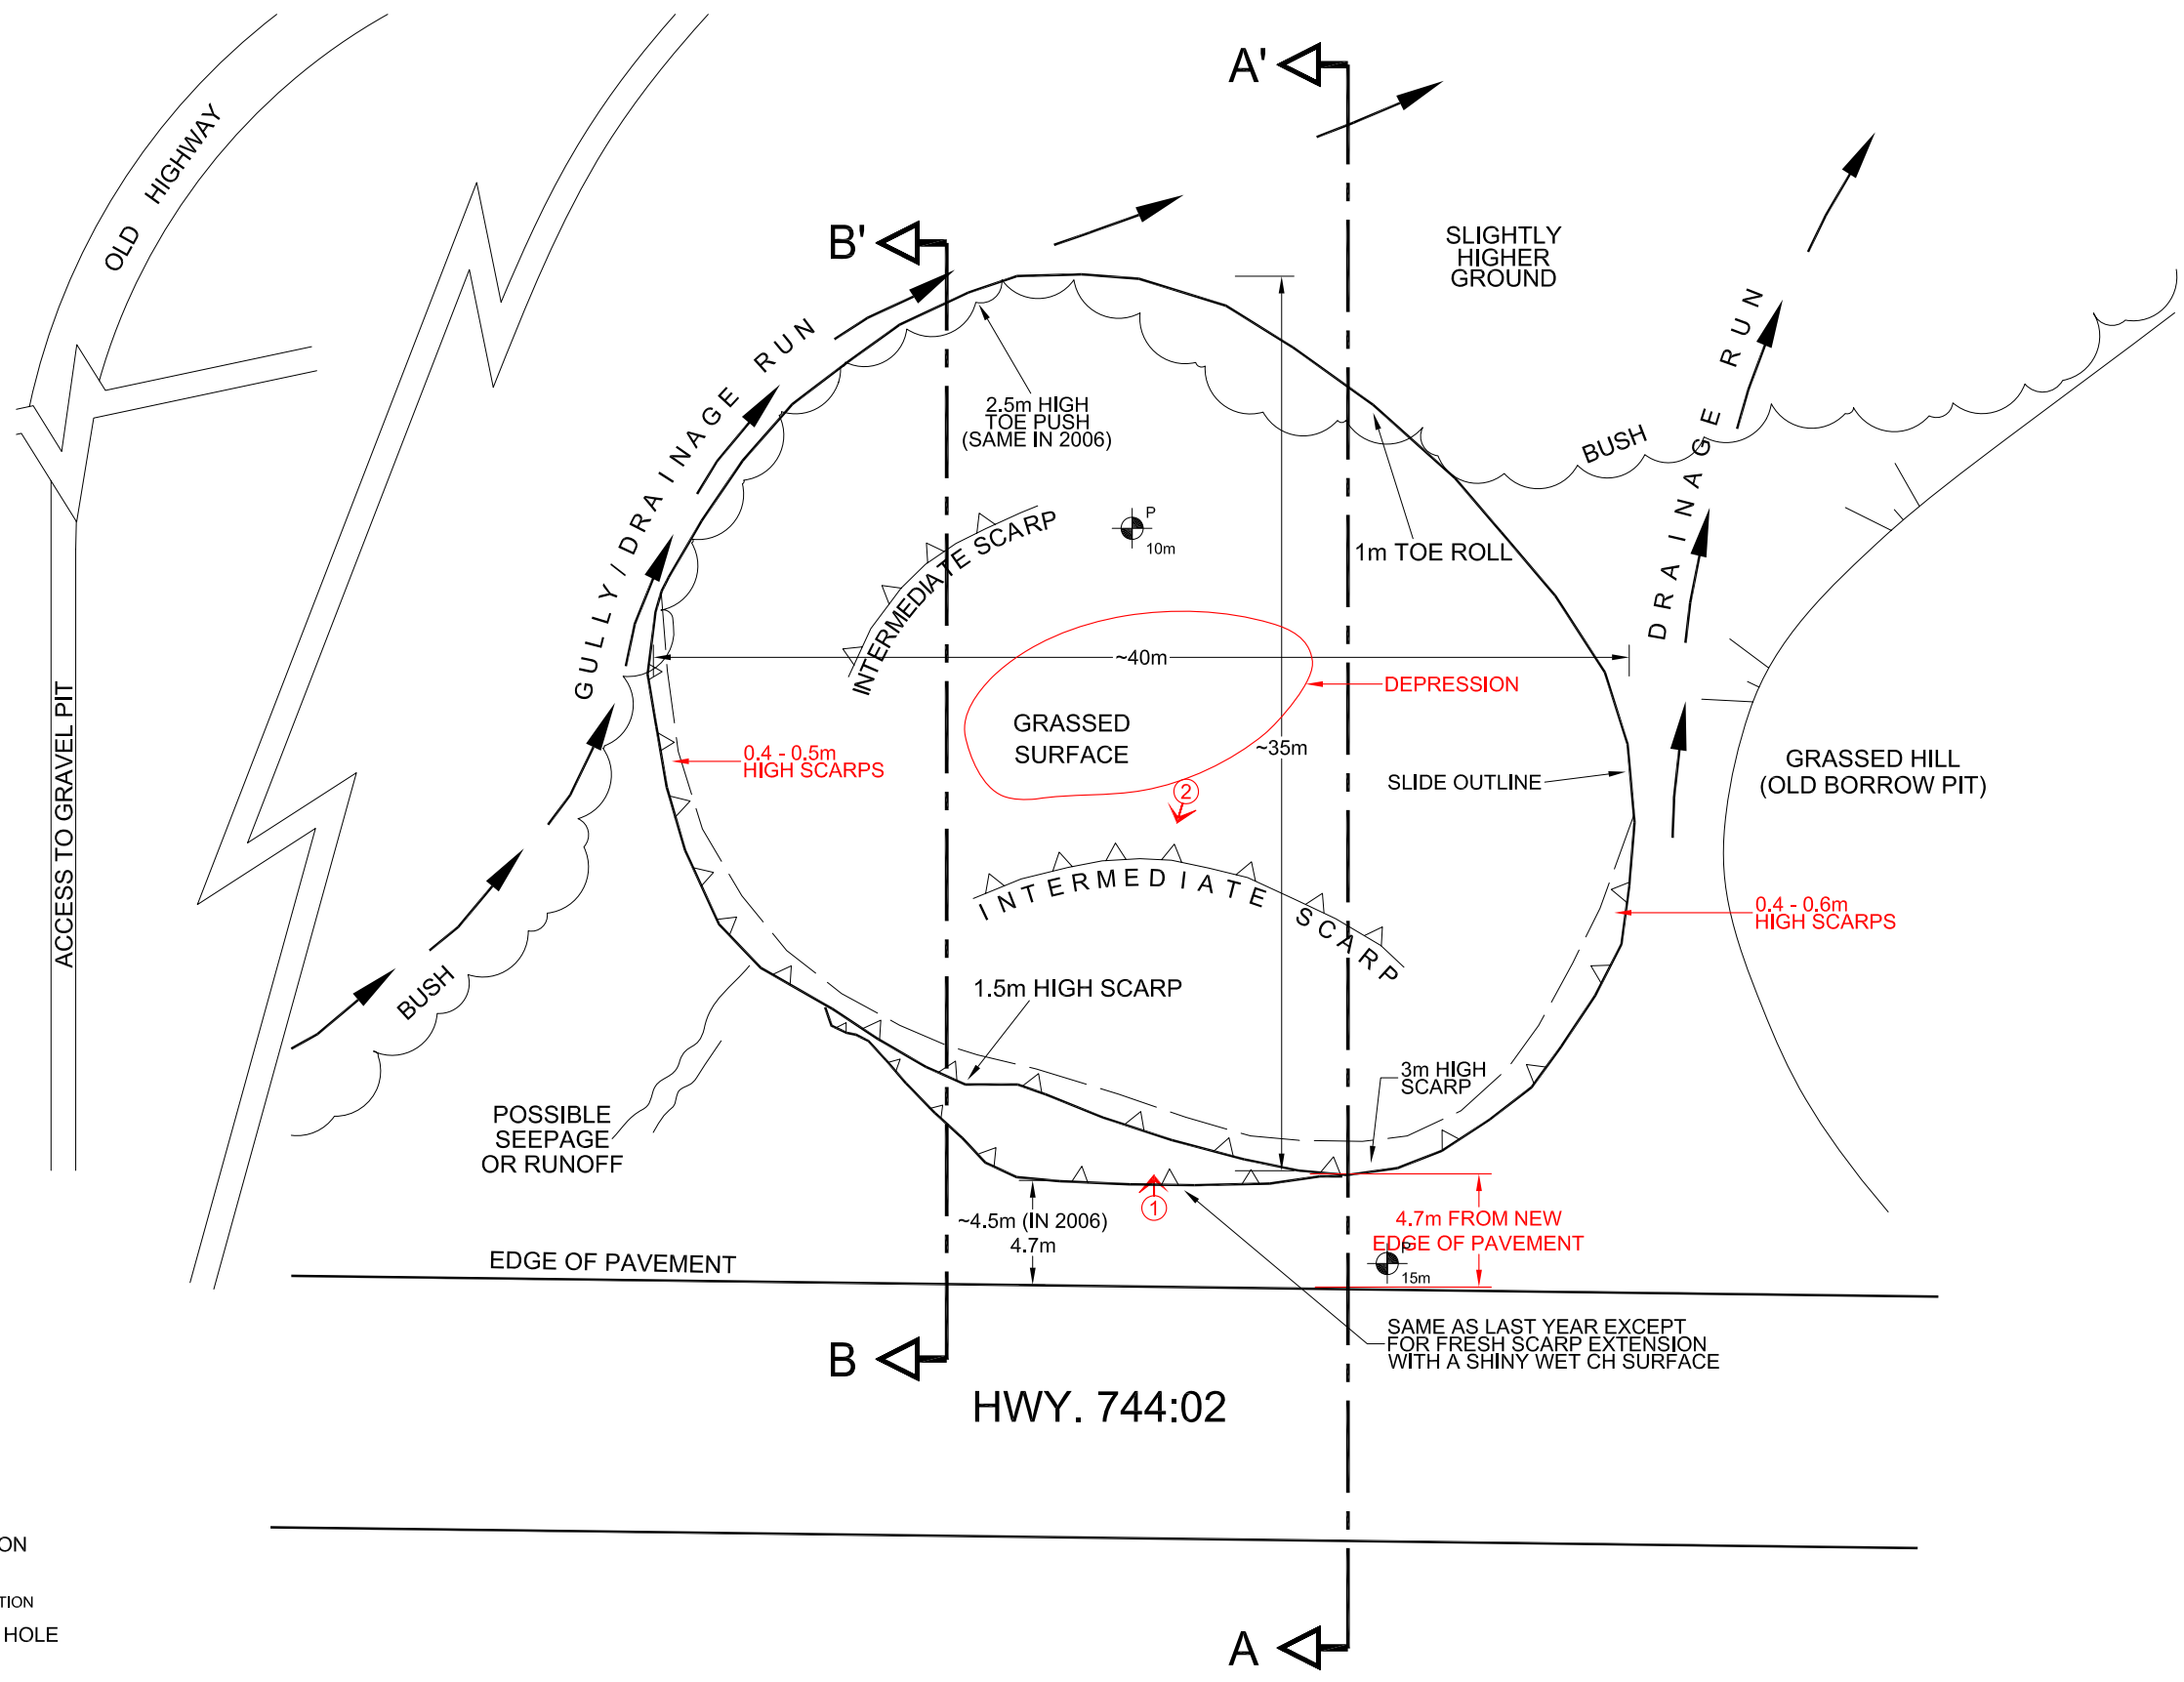 A'
OLD HIGHWAY
B'
SLIGHTLY
HIGHER
GROUND
GULLY/DRAINAGE RUN
DRAINAGE RUN
2.5m HIGH
TOE PUSH
(SAME IN 2006)
BUSH
INTERMEDIATE SCARP
P
10m
1m TOE ROLL
~40m
DEPRESSION
GRASSED
SURFACE
~35m
0.4 - 0.5m
HIGH SCARPS
SLIDE OUTLINE
GRASSED HILL
(OLD BORROW PIT)
2
ACCESS TO GRAVEL PIT
INTERMEDIATE SCARP
0.4 - 0.6m
HIGH SCARPS
BUSH
1.5m HIGH SCARP
3m HIGH
SCARP
POSSIBLE
SEEPAGE
OR RUNOFF
1
~4.5m (IN 2006)
4.7m
4.7m FROM NEW
EDGE OF PAVEMENT
EDGE OF PAVEMENT
P
15m
SAME AS LAST YEAR EXCEPT
FOR FRESH SCARP EXTENSION
WITH A SHINY WET CH SURFACE
B
HWY. 744:02
ON
TION
HOLE
A